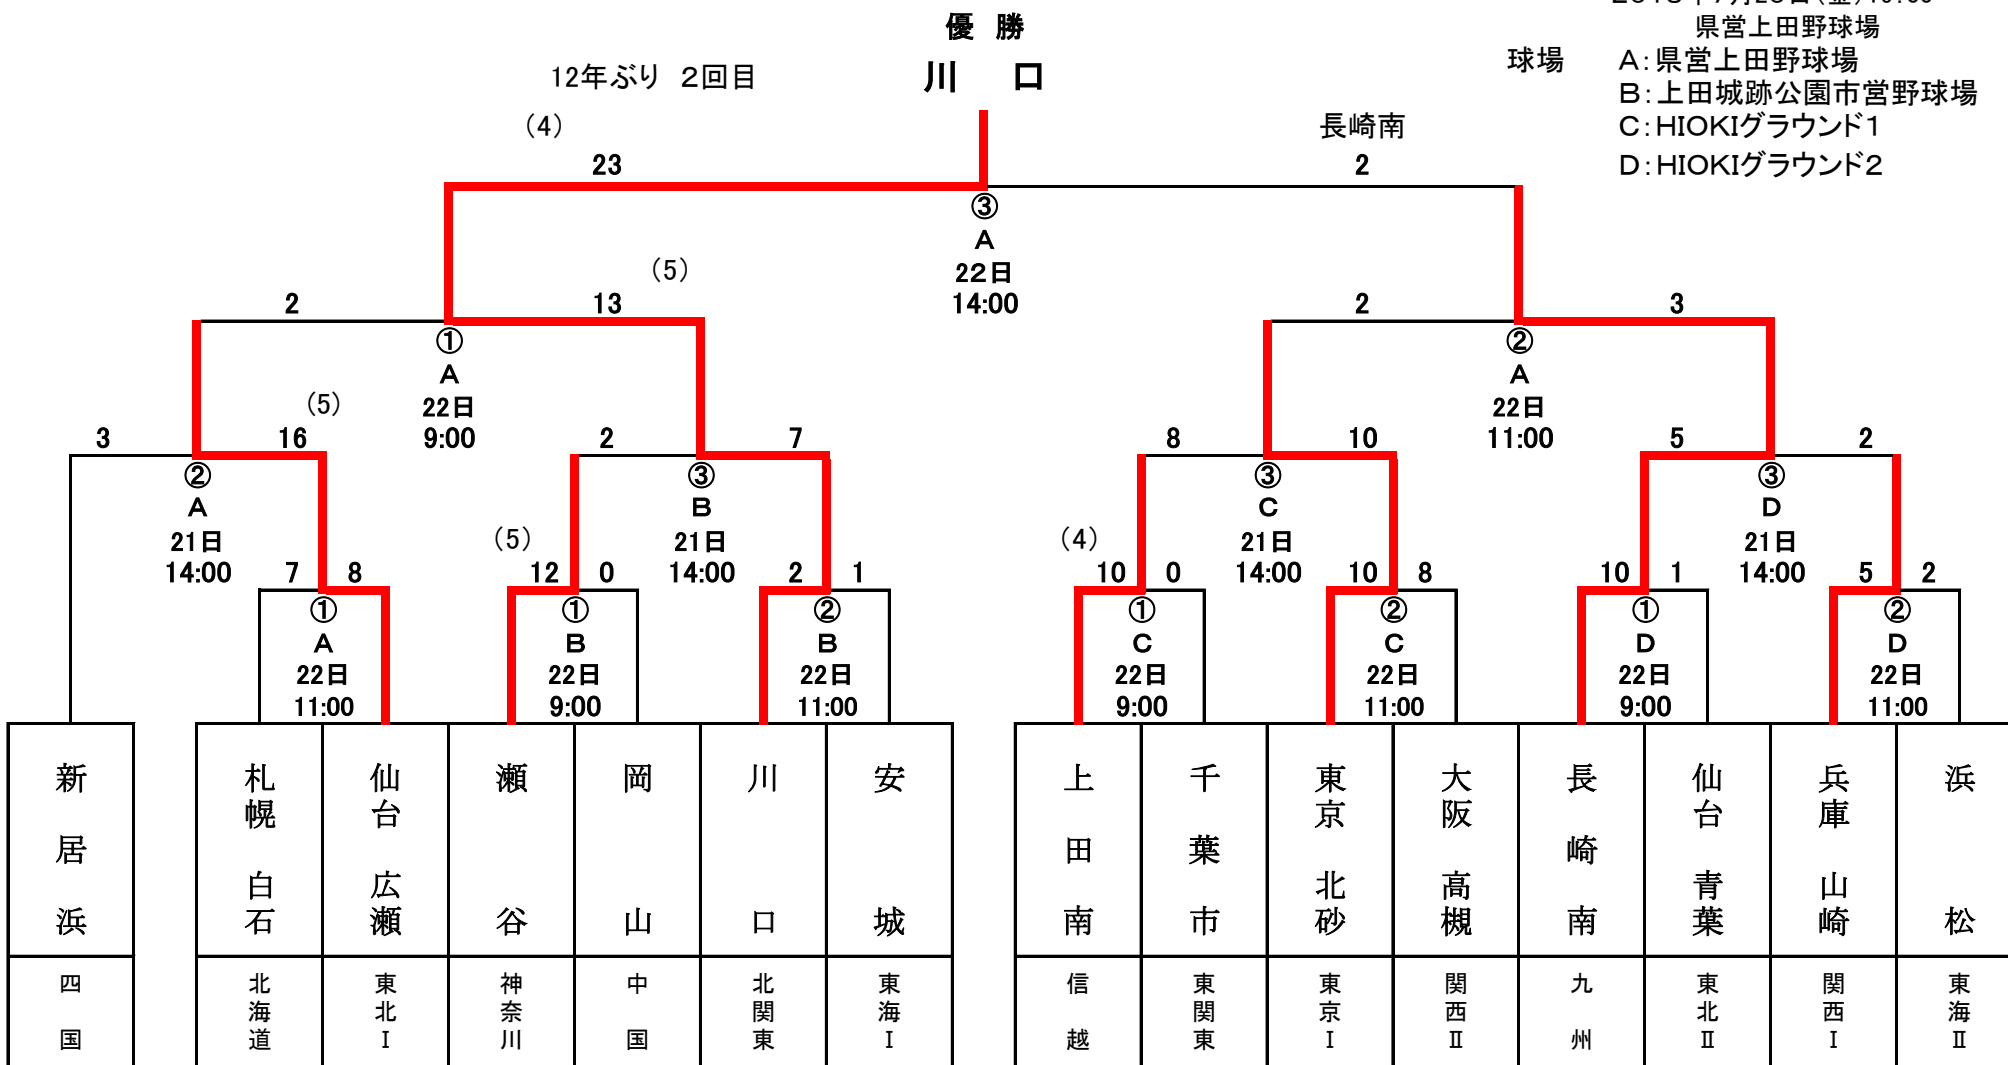 優 勝
県営上田野球場
12年ぶり ２回目
川 口
球場 Ａ：県営上田野球場
Ｂ：上田城跡公園市営野球場
(4)
長崎南
Ｃ：HIOKIグラウンド1
23
2
Ｄ：HIOKIグラウンド2
③
A
22日
14:00
(5)
2
13
2
3
①
A
22日
9:00
②
A
22日
11:00
(5)
3
16
2
7
8
10
5
2
②
A
21日
14:00
③
B
21日
14:00
③
C
21日
14:00
③
D
21日
14:00
(5)
(4)
7
8
12
0
2
1
10
0
10
8
10
1
5
2
①
A
22日
11:00
①
B
22日
9:00
②
B
22日
11:00
①
C
22日
9:00
②
C
22日
11:00
①
D
22日
9:00
②
D
22日
11:00
新居浜
札幌白石
仙台広瀬
瀬谷
岡山
川口
安城
上田南
千葉市
東京北砂
大阪高槻
長崎南
仙台青葉
兵庫山崎
浜松
四国
北海道
東北Ⅰ
神奈川
中国
北関東
東海Ⅰ
信越
東関東
東京Ⅰ
関西Ⅱ
九州
東北Ⅱ
関西Ⅰ
東海Ⅱ